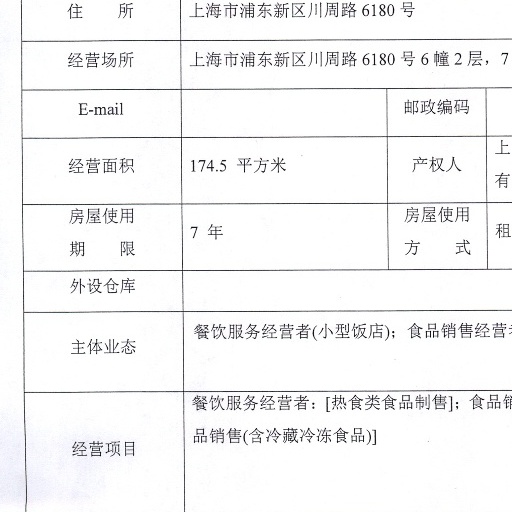 住 所 上海市浦东新区川周路 6180 号
经营场所 上海市浦东新区川周路 6180 号 6 幢 2 层，7
E-mail 邮政编码
经营面积 174.5 平方米 产权人 上
有
房屋使用
期 限 7 年 房屋使用
方 式 租
外设仓库
主体业态 餐饮服务经营者(小型饭店)；食品销售经营
经营项目 餐饮服务经营者：[热食类食品制售]；食品销
品销售(含冷藏冷冻食品)]